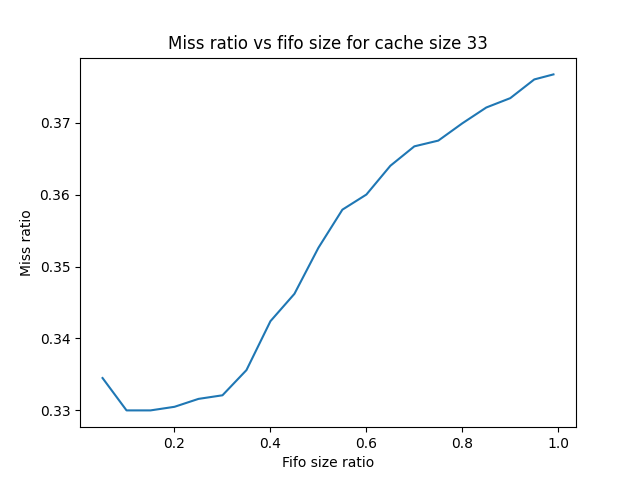 Miss ratio vs fifo size for cache size 33
0.37
0.36
0.35
0.34
0.33
Miss ratio
0.2 0.4 0.6 0.8 1.0
Fifo size ratio